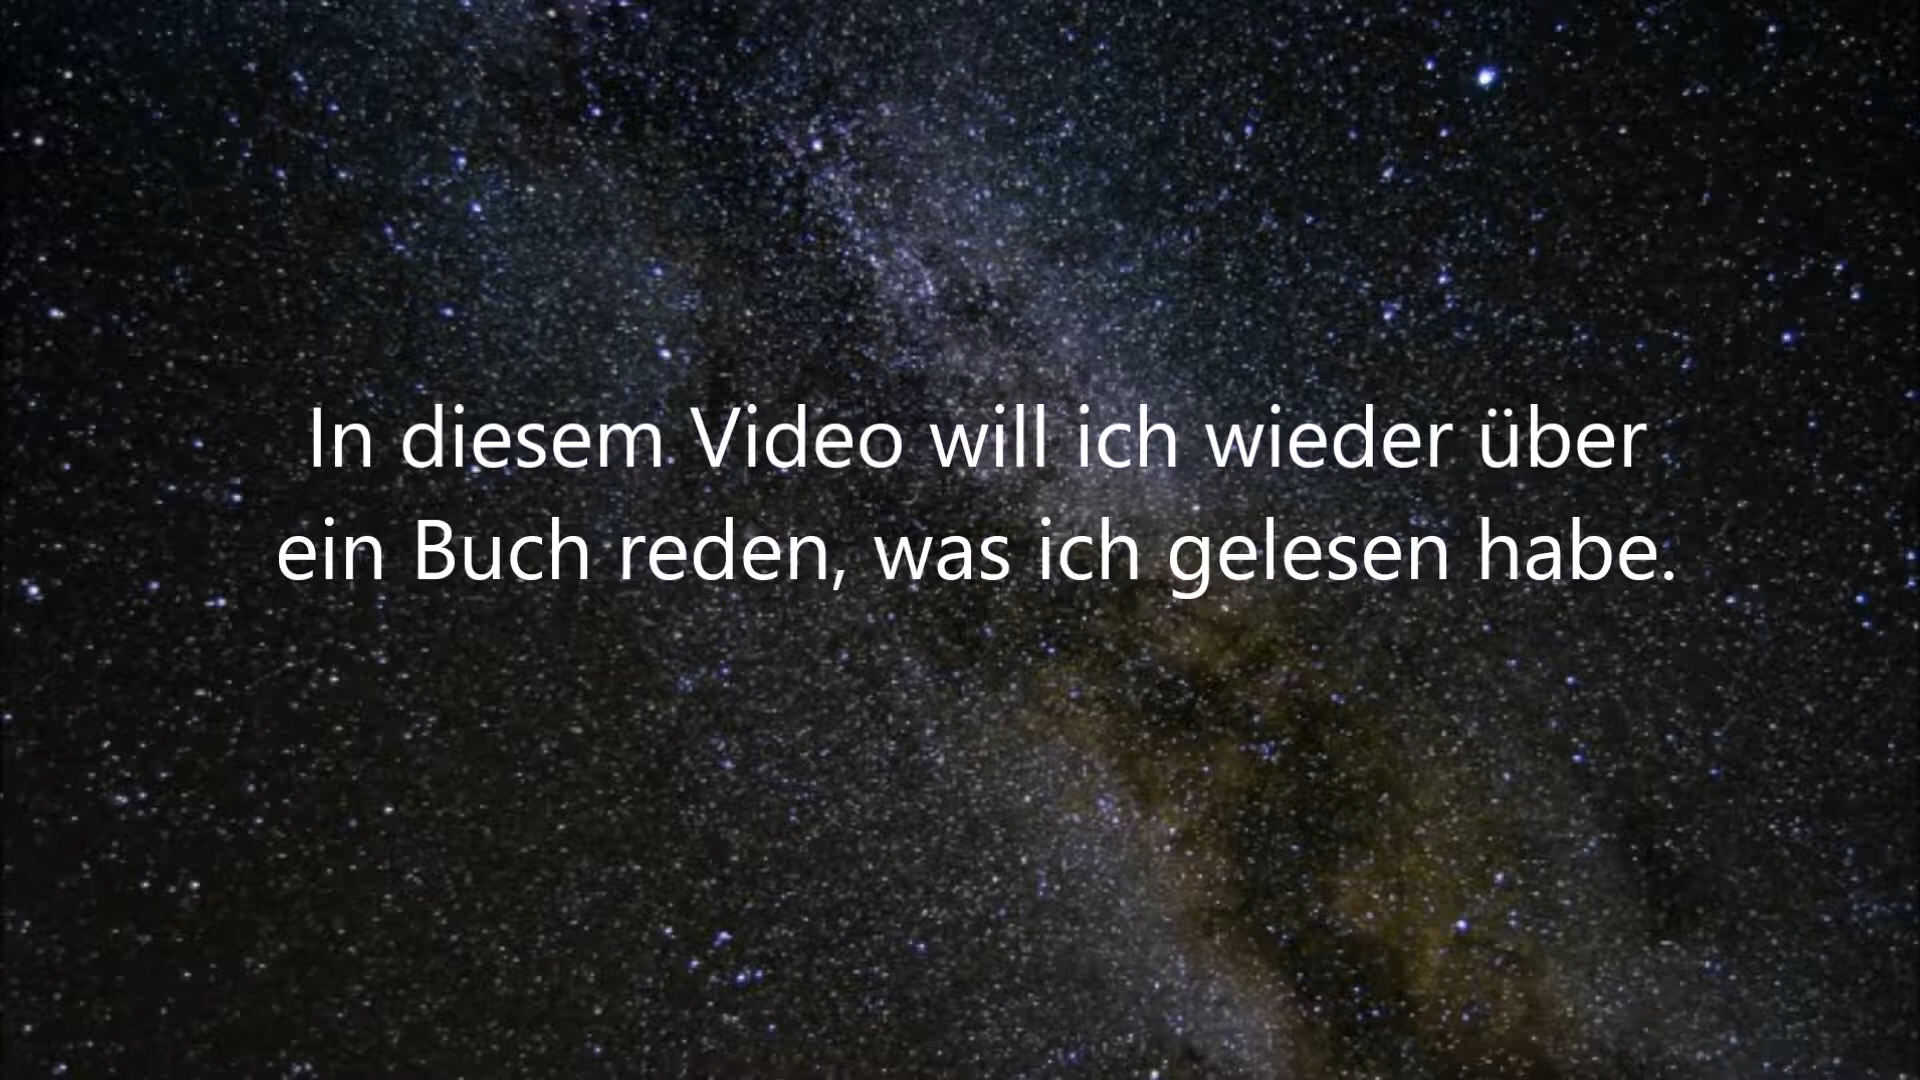 In diesem Video will ich wieder über
ein Buch reden, was ich gelesen habe.